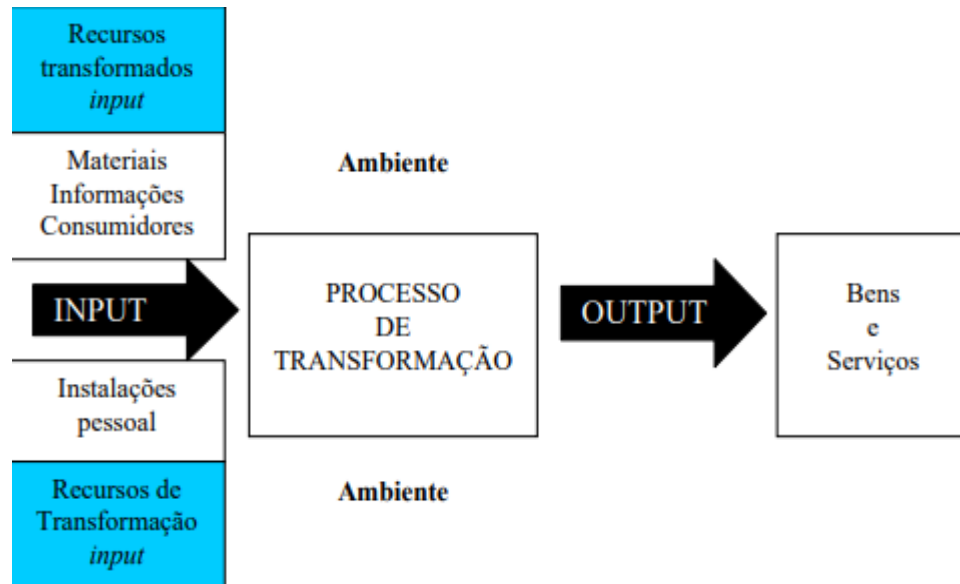 Recursos
transformados
input
Materiais
Informações
Consumidores
INPUT
Instalações
pessoal
Recursos de
Transformação
input
Ambiente
PROCESSO
DE
TRANSFORMAÇÃO
Ambiente
OUTPUT
Bens
e
Serviços